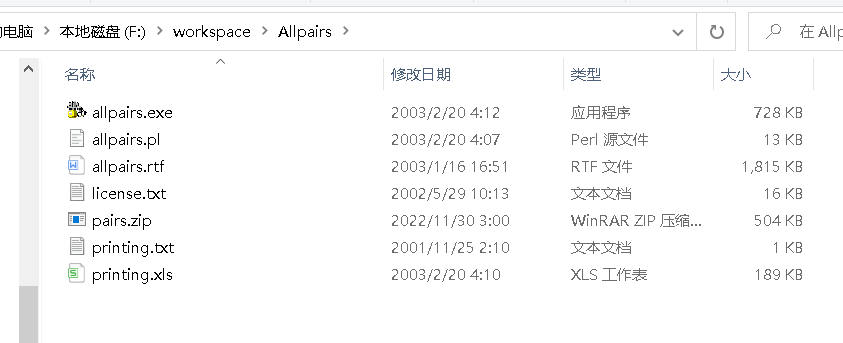 电脑 > 本地磁盘 (F:) > workspace > Allpairs >
在 Allp
名称 修改日期 类型 大小
allpairs.exe 2003/2/20 4:12 应用程序 728 KB
allpairs.pl 2003/2/20 4:07 Perl 源文件 13 KB
allpairs.rtf 2003/1/16 16:51 RTF 文件 1,815 KB
license.txt 2002/5/29 10:13 文本文档 16 KB
pairs.zip 2022/11/30 3:00 WinRAR ZIP 压缩... 504 KB
printing.txt 2001/11/25 2:10 文本文档 1 KB
printing.xls 2003/2/20 4:10 XLS 工作表 189 KB